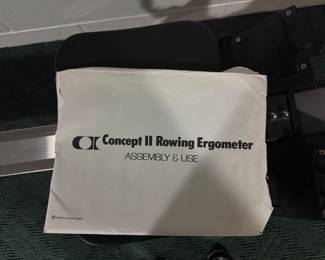 Concept II Rowing Ergometer
ASSEMBLY & USE